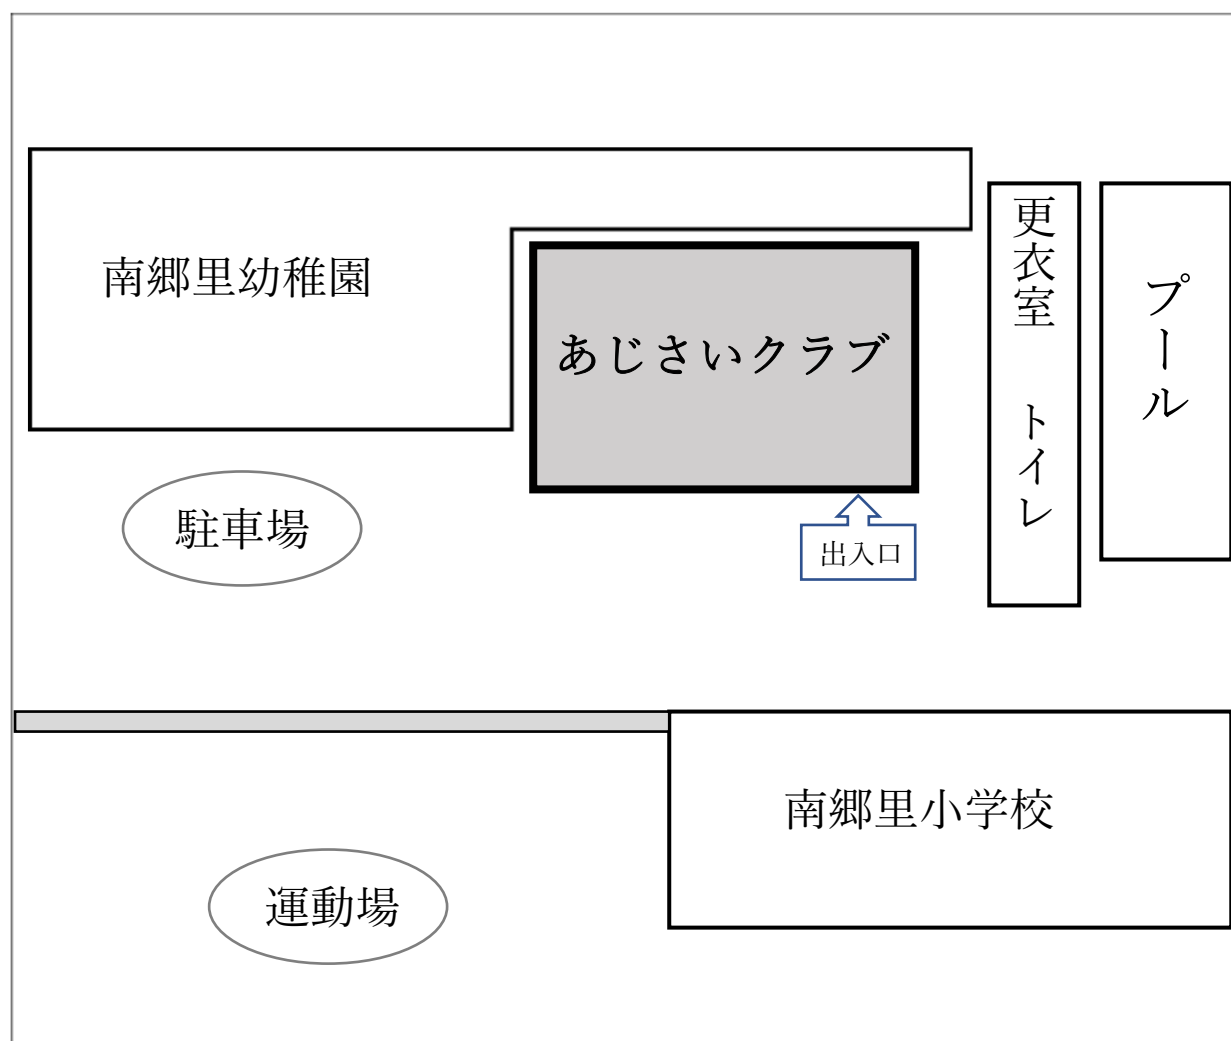 南郷里幼稚園
あじさいクラブ
更衣室　トイレ
プール
駐車場
出入口
南郷里小学校
運動場